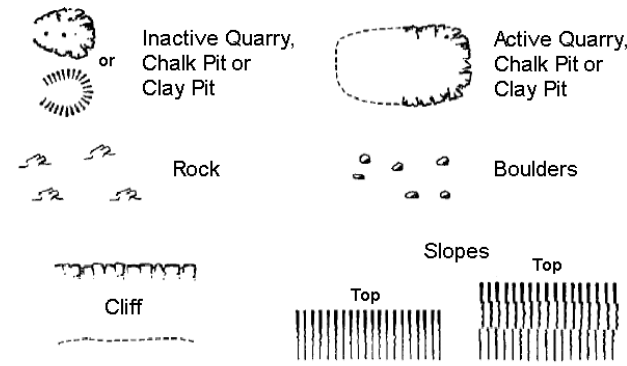 or
Inactive Quarry,
Chalk Pit or
Clay Pit
Active Quarry,
Chalk Pit or
Clay Pit
Rock
Boulders
Cliff
Slopes
Top
Top